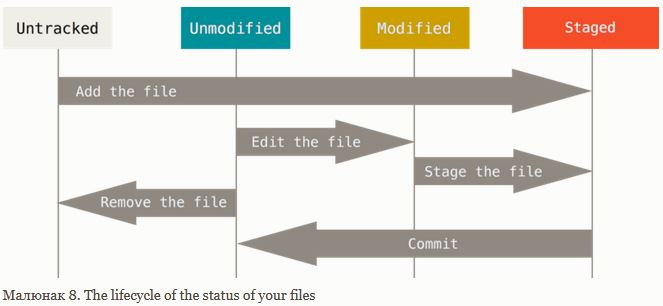 Untracked
Unmodified
Modified
Staged
Add the file
Edit the file
Stage the file
Remove the file
Commit
Малюнак 8. The lifecycle of the status of your files